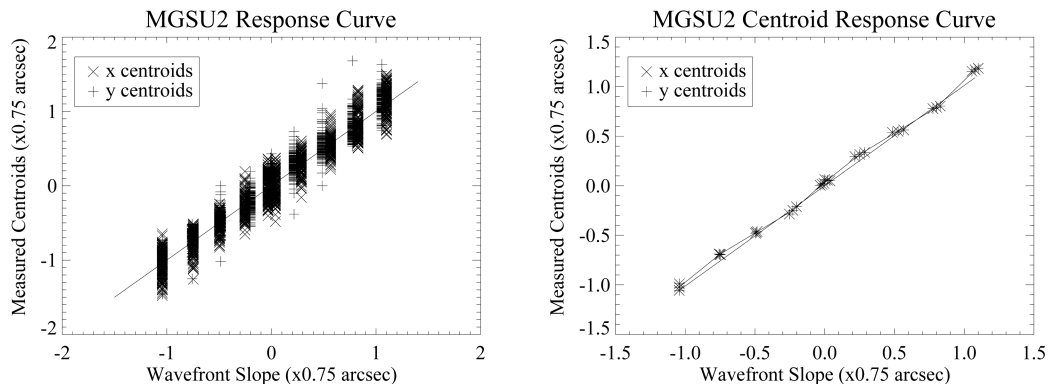 MGSU2 Response Curve
2
1
0
-1
-2
Measured Centroids (x0.75 arcsec)
x centroids
y centroids
-2
-1
0
1
2
Wavefront Slope (x0.75 arcsec)
MGSU2 Centroid Response Curve
1.5
1.0
0.5
0.0
-0.5
-1.0
-1.5
Measured Centroids (x0.75 arcsec)
x centroids
y centroids
-1.5
-1.0
-0.5
0.0
0.5
1.0
1.5
Wavefront Slope (x0.75 arcsec)